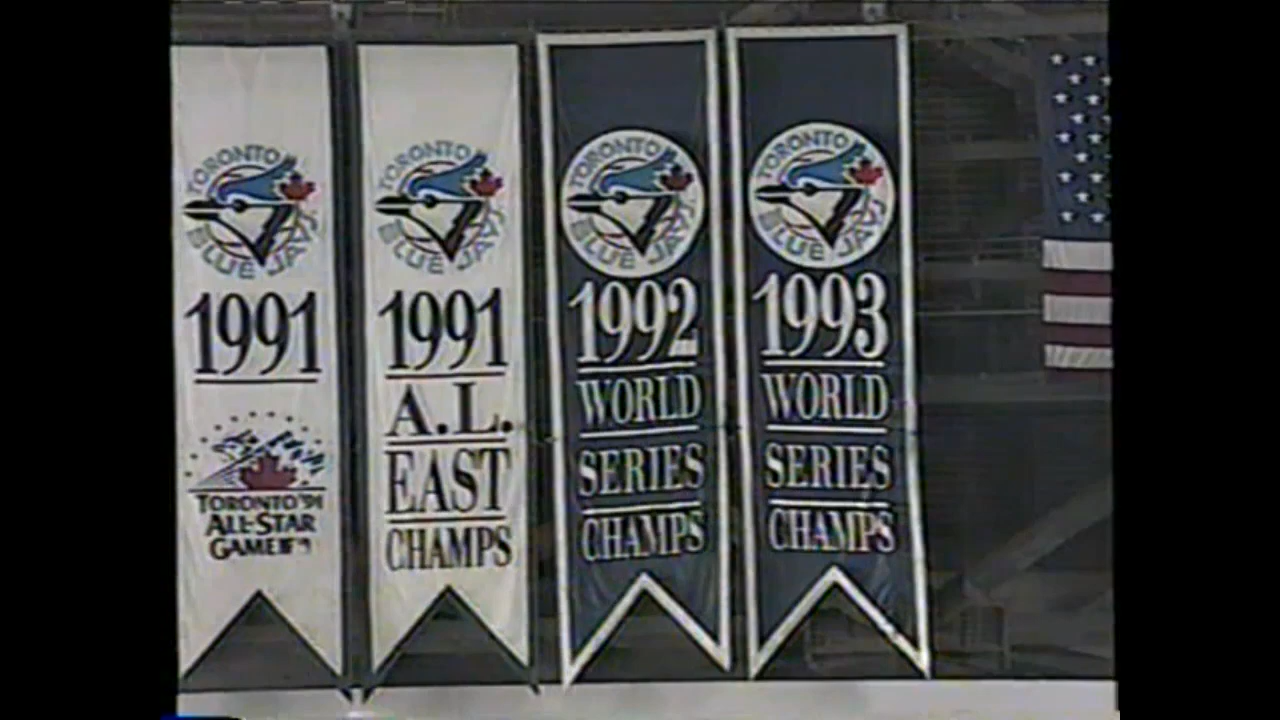 TORONTO
BLUE JAYS
1991
TORONTO '91
ALL-STAR
GAME
TORONTO
BLUE JAYS
1991
A.L.
EAST
CHAMPS
TORONTO
BLUE JAYS
1992
WORLD
SERIES
CHAMPS
TORONTO
BLUE JAYS
1993
WORLD
SERIES
CHAMPS